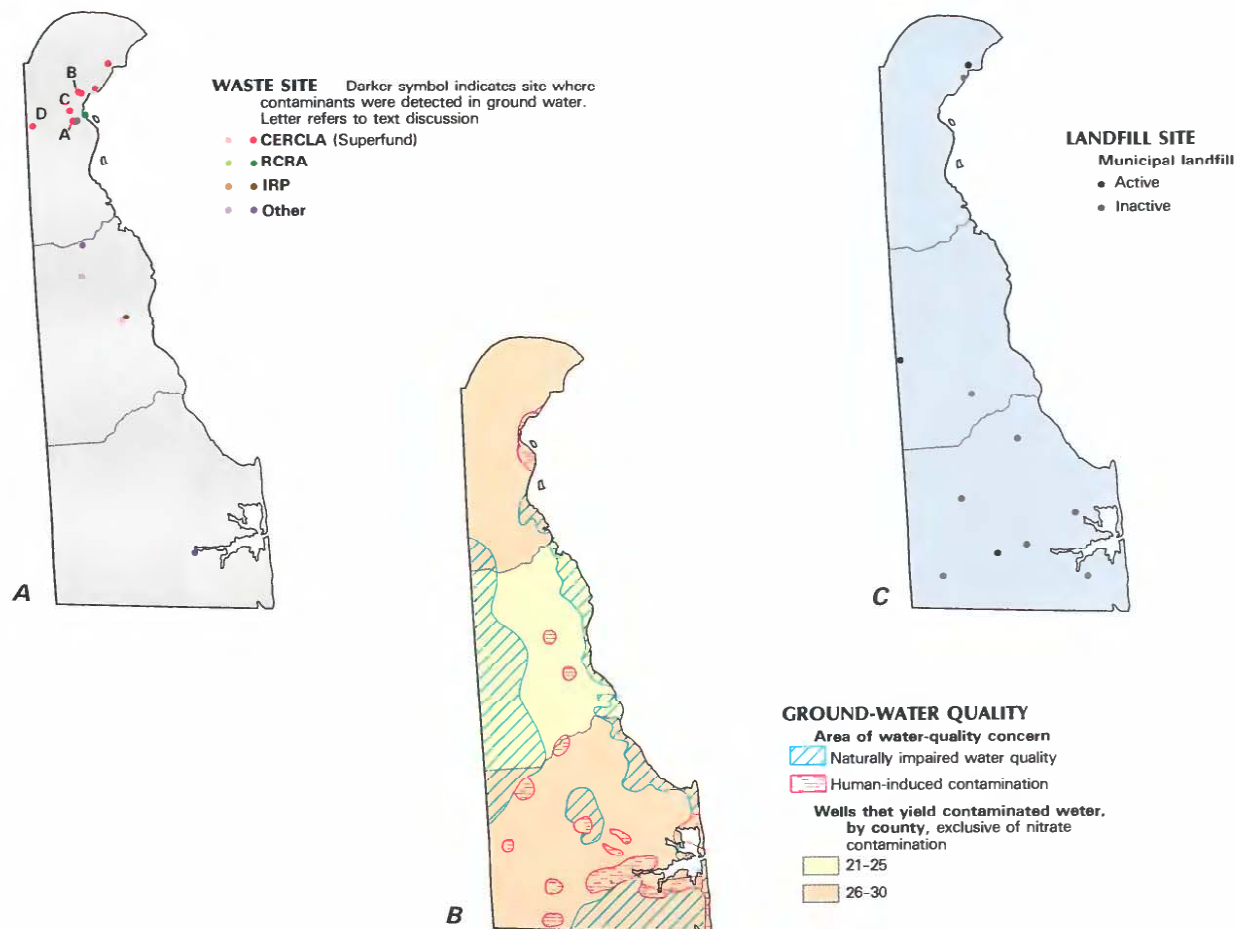 B
C
D
A
WASTE SITE Darker symbol indicates site where
contaminants were detected in ground water.
Letter refers to text discussion
CERCLA (Superfund)
RCRA
IRP
Other
A
LANDFILL SITE
Municipal landfill
Active
Inactive
C
GROUND-WATER QUALITY
Area of water-quality concern
Naturally impaired water quality
Human-induced contamination
Wells that yield contaminated water,
by county, exclusive of nitrate
contamination
21-25
26-30
B